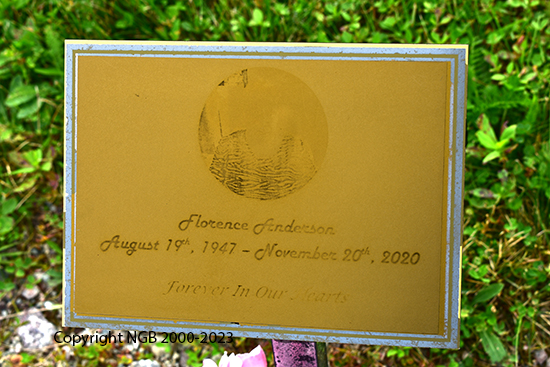 Florence Anderson
August 19th, 1947 - November 20th, 2020
Forever In Our Hearts
Copyright NGB 2000-2023